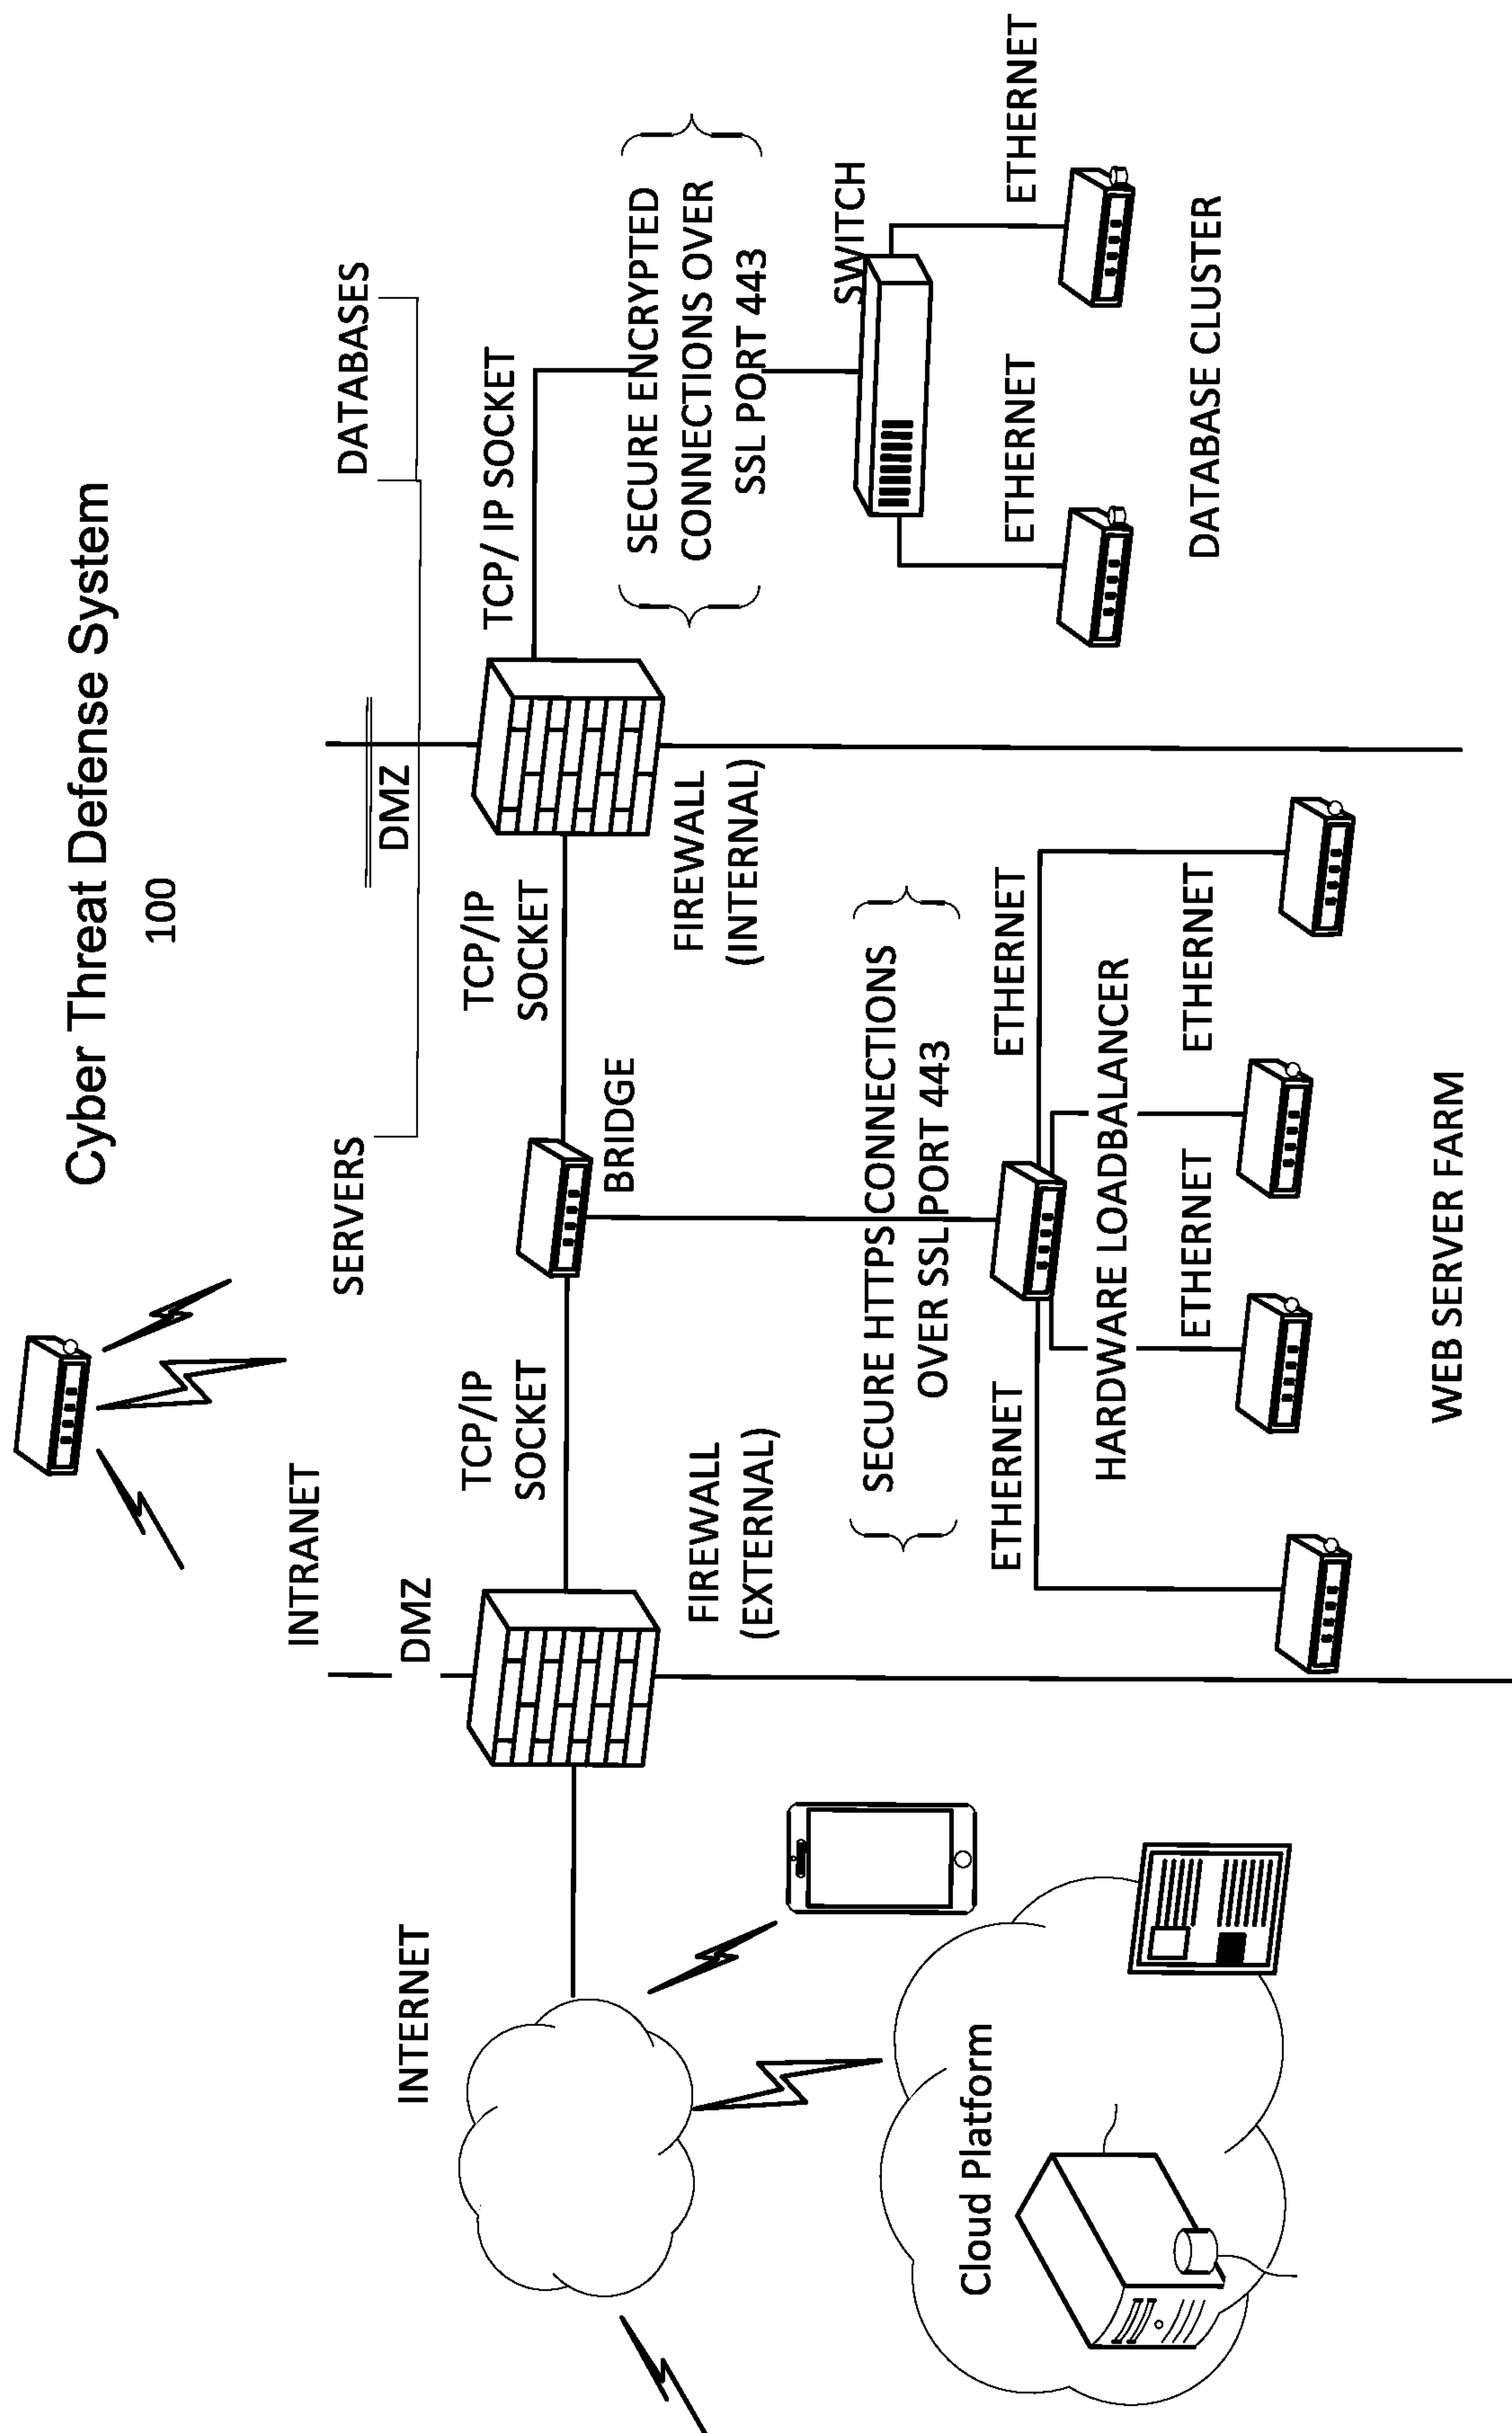 Cyber Threat Defense System
100
INTRANET
SERVERS
DATABASES
INTERNET
DMZ
DMZ
TCP/IP
SOCKET
TCP/IP
SOCKET
TCP/ IP SOCKET
BRIDGE
FIREWALL
(EXTERNAL)
FIREWALL
(INTERNAL)
SECURE ENCRYPTED
CONNECTIONS OVER
SSL PORT 443
SWITCH
SECURE HTTPS CONNECTIONS
OVER SSL PORT 443
Cloud Platform
ETHERNET
ETHERNET
ETHERNET
ETHERNET
HARDWARE LOADBALANCER
ETHERNET
ETHERNET
DATABASE CLUSTER
WEB SERVER FARM